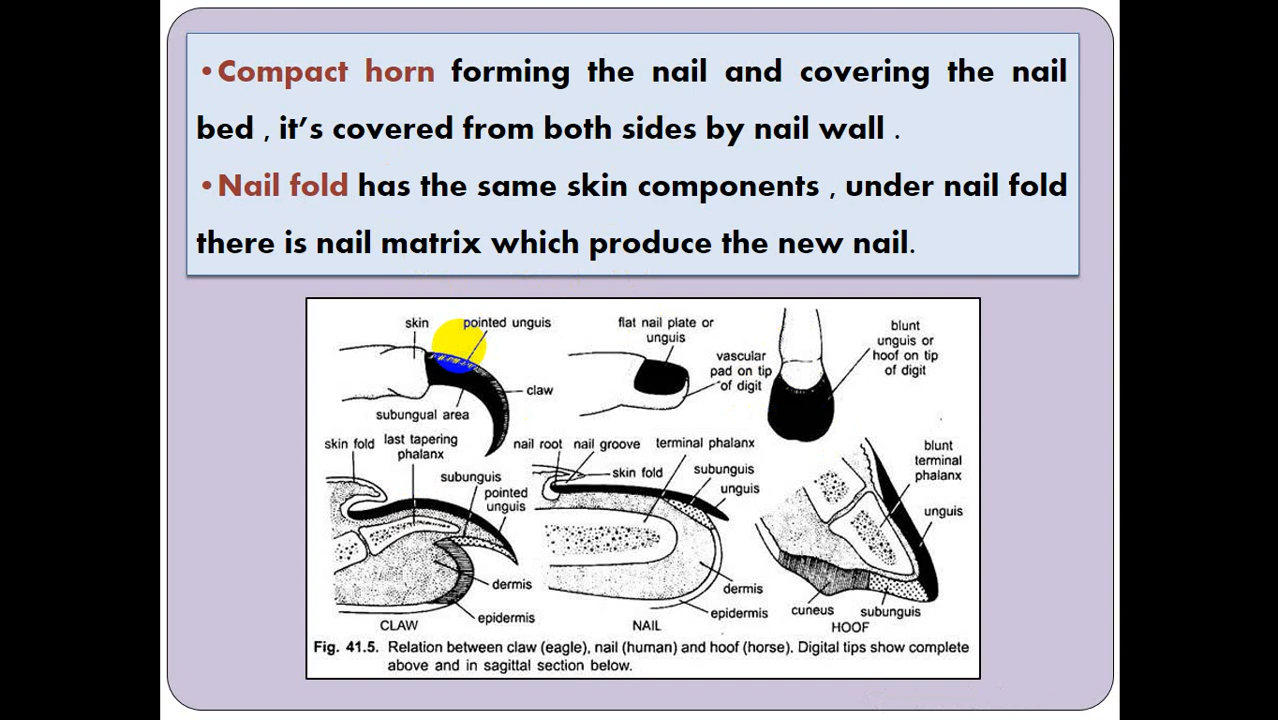 •Compact horn forming the nail and covering the nail
bed , it's covered from both sides by nail wall .
•Nail fold has the same skin components , under nail fold
there is nail matrix which produce the new nail.
skin
pointed unguis
claw
subungual area
flat nail plate or
unguis
vascular
pad on tip
of digit
blunt
unguis or
hoof on tip
of digit
skin fold
last tapering
phalanx
subunguis
pointed
unguis
dermis
epidermis
CLAW
nail root
nail groove
terminal phalanx
skin fold
subunguis
unguis
dermis
epidermis
NAIL
blunt
terminal
phalanx
unguis
cuneus
subunguis
HOOF
Fig. 41.5. Relation between claw (eagle), nail (human) and hoof (horse). Digital tips show complete
above and in sagittal section below.